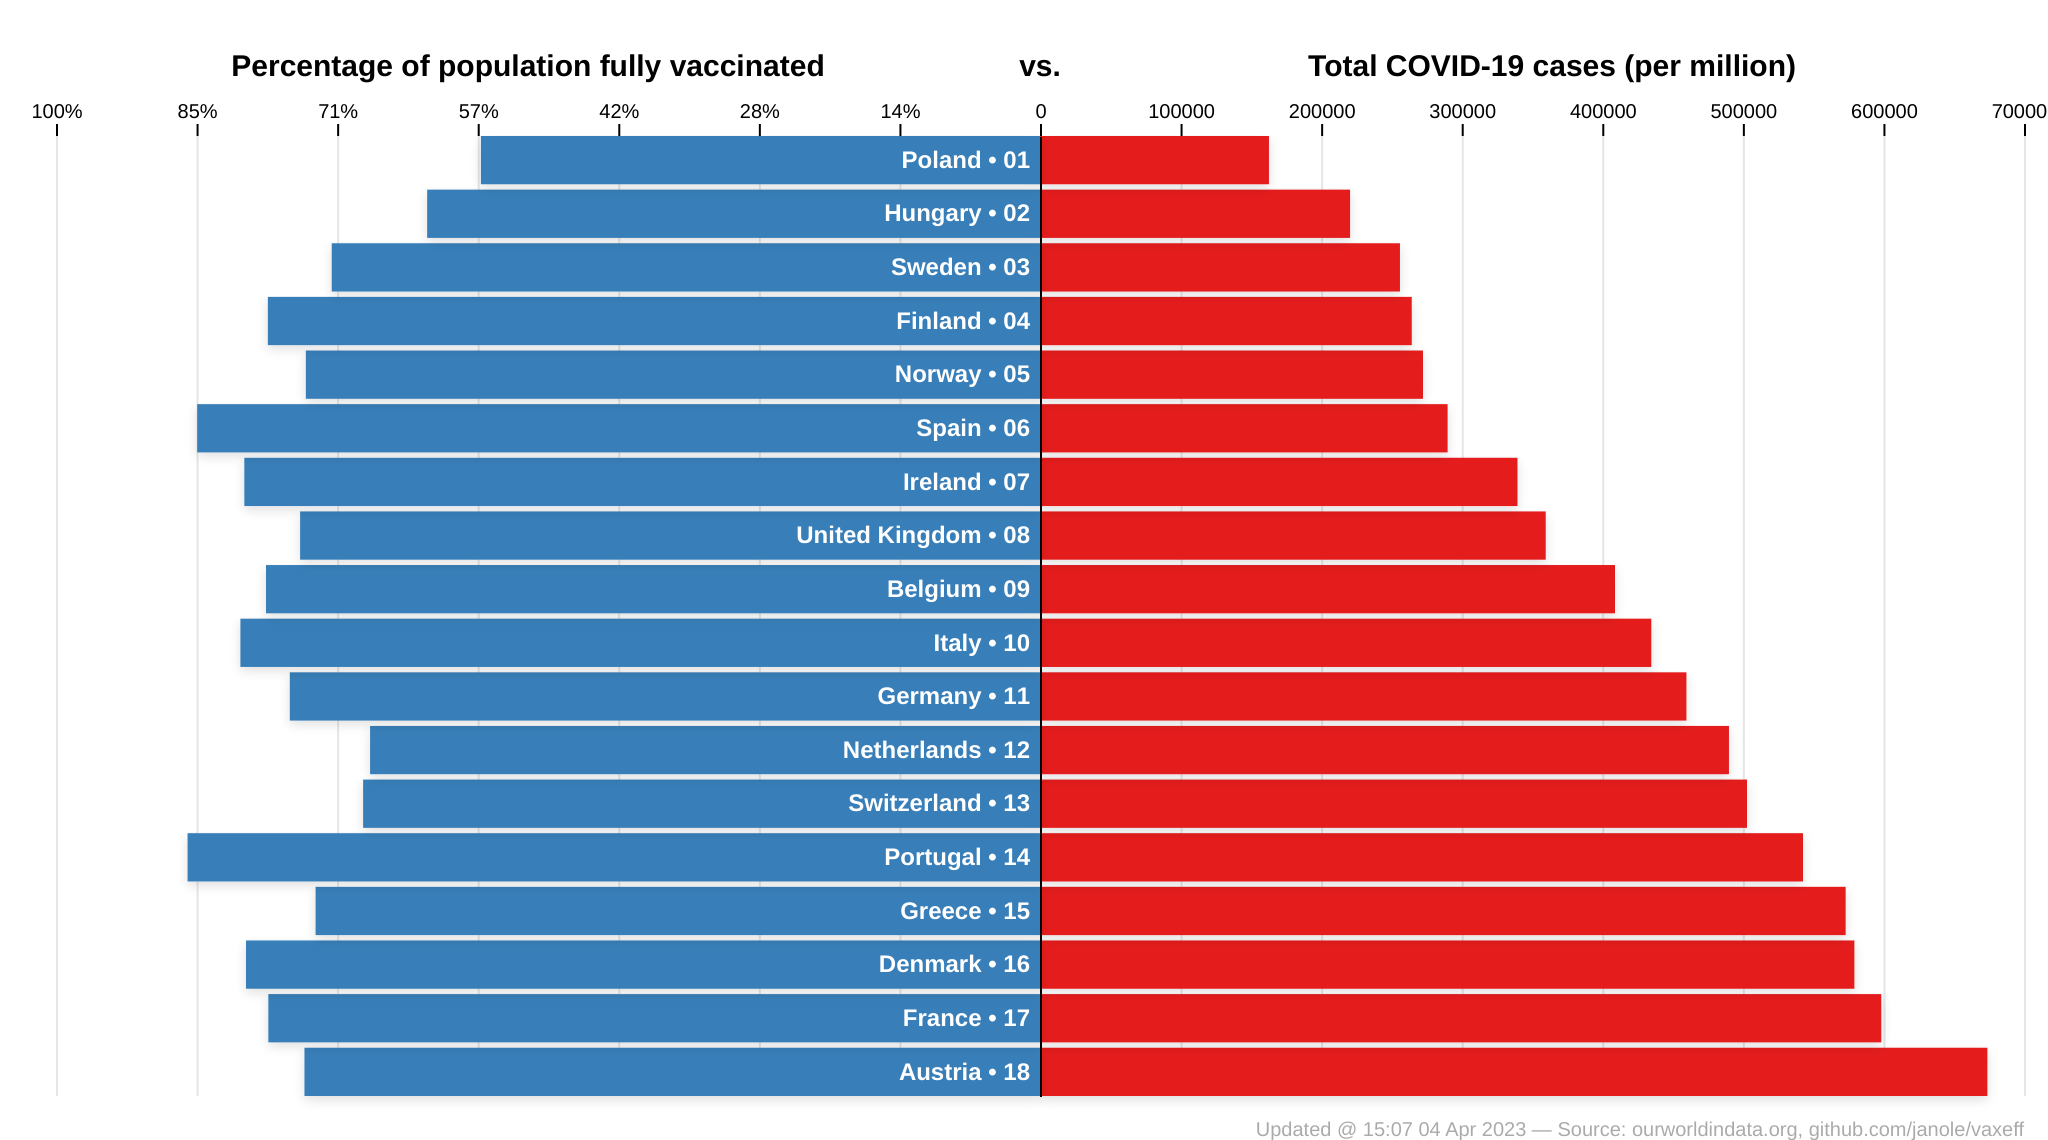 Percentage of population fully vaccinated vs. Total COVID-19 cases (per million)
100% 85% 71% 57% 42% 28% 14% 0 100000 200000 300000 400000 500000 600000 70000
Poland • 01
Hungary • 02
Sweden • 03
Finland • 04
Norway • 05
Spain • 06
Ireland • 07
United Kingdom • 08
Belgium • 09
Italy • 10
Germany • 11
Netherlands • 12
Switzerland • 13
Portugal • 14
Greece • 15
Denmark • 16
France • 17
Austria • 18
Updated @ 15:07 04 Apr 2023 — Source: ourworldindata.org, github.com/janole/vaxeff